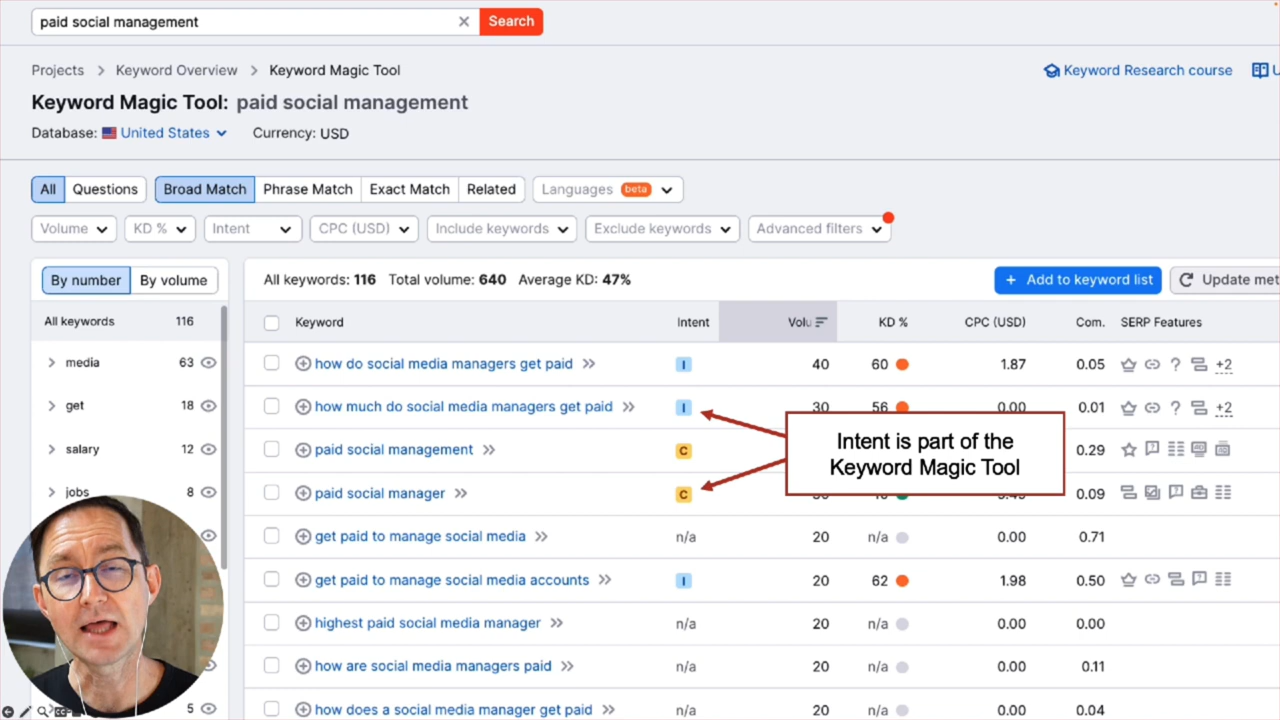 paid social management
Search
Projects > Keyword Overview > Keyword Magic Tool
Keyword Research course
Keyword Magic Tool: paid social management
Database: United States Currency: USD
All Questions Broad Match Phrase Match Exact Match Related Languages beta
Volume KD % Intent CPC (USD) Include keywords Exclude keywords Advanced filters
By number By volume
All keywords: 116 Total volume: 640 Average KD: 47%
+ Add to keyword list
Update met
All keywords 116
media 63
get 18
salary 12
jobs 8
5
Keyword Intent Volu KD % CPC (USD) Com. SERP Features
how do social media managers get paid I 40 60 1.87 0.05 +2
how much do social media managers get paid I 30 56 0.00 0.01 +2
paid social management C 0.29
paid social manager C 0.09
get paid to manage social media n/a 20 n/a 0.00 0.71
get paid to manage social media accounts I 20 62 1.98 0.50
highest paid social media manager n/a 20 n/a 0.00 0.00
how are social media managers paid n/a 20 n/a 0.00 0.11
how does a social media manager get paid n/a 20 n/a 0.00 0.04
Intent is part of the
Keyword Magic Tool